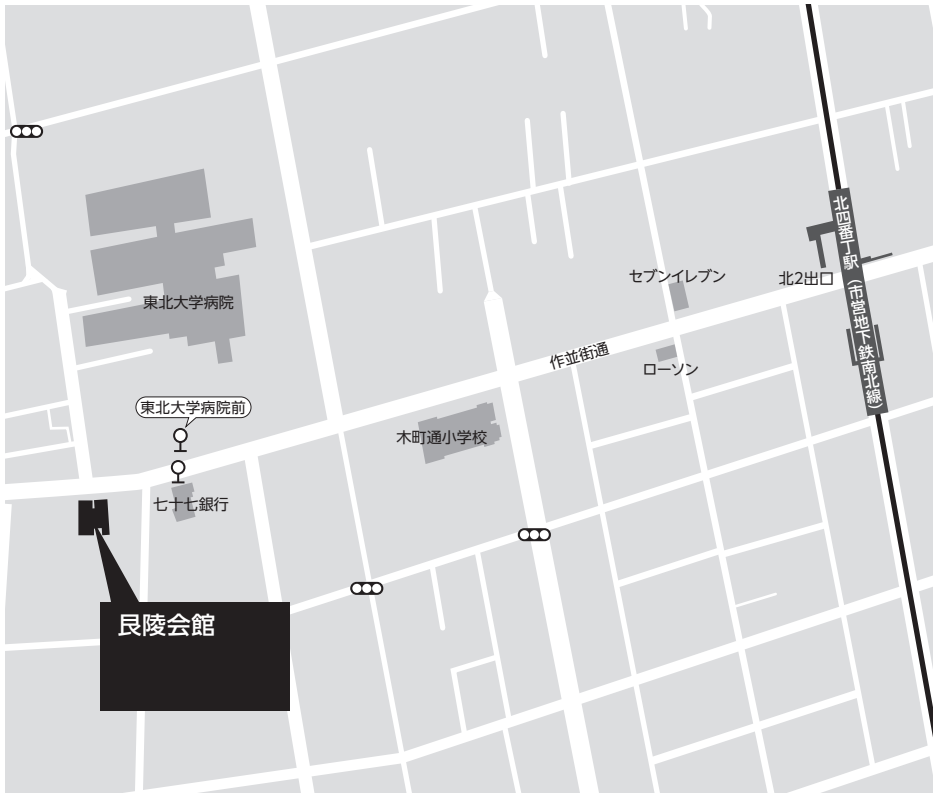 北四番丁駅（市営地下鉄南北線）
セブンイレブン
北2出口
東北大学病院
作並街通
ローソン
東北大学病院前
木町通小学校
七十七銀行
艮陵会館